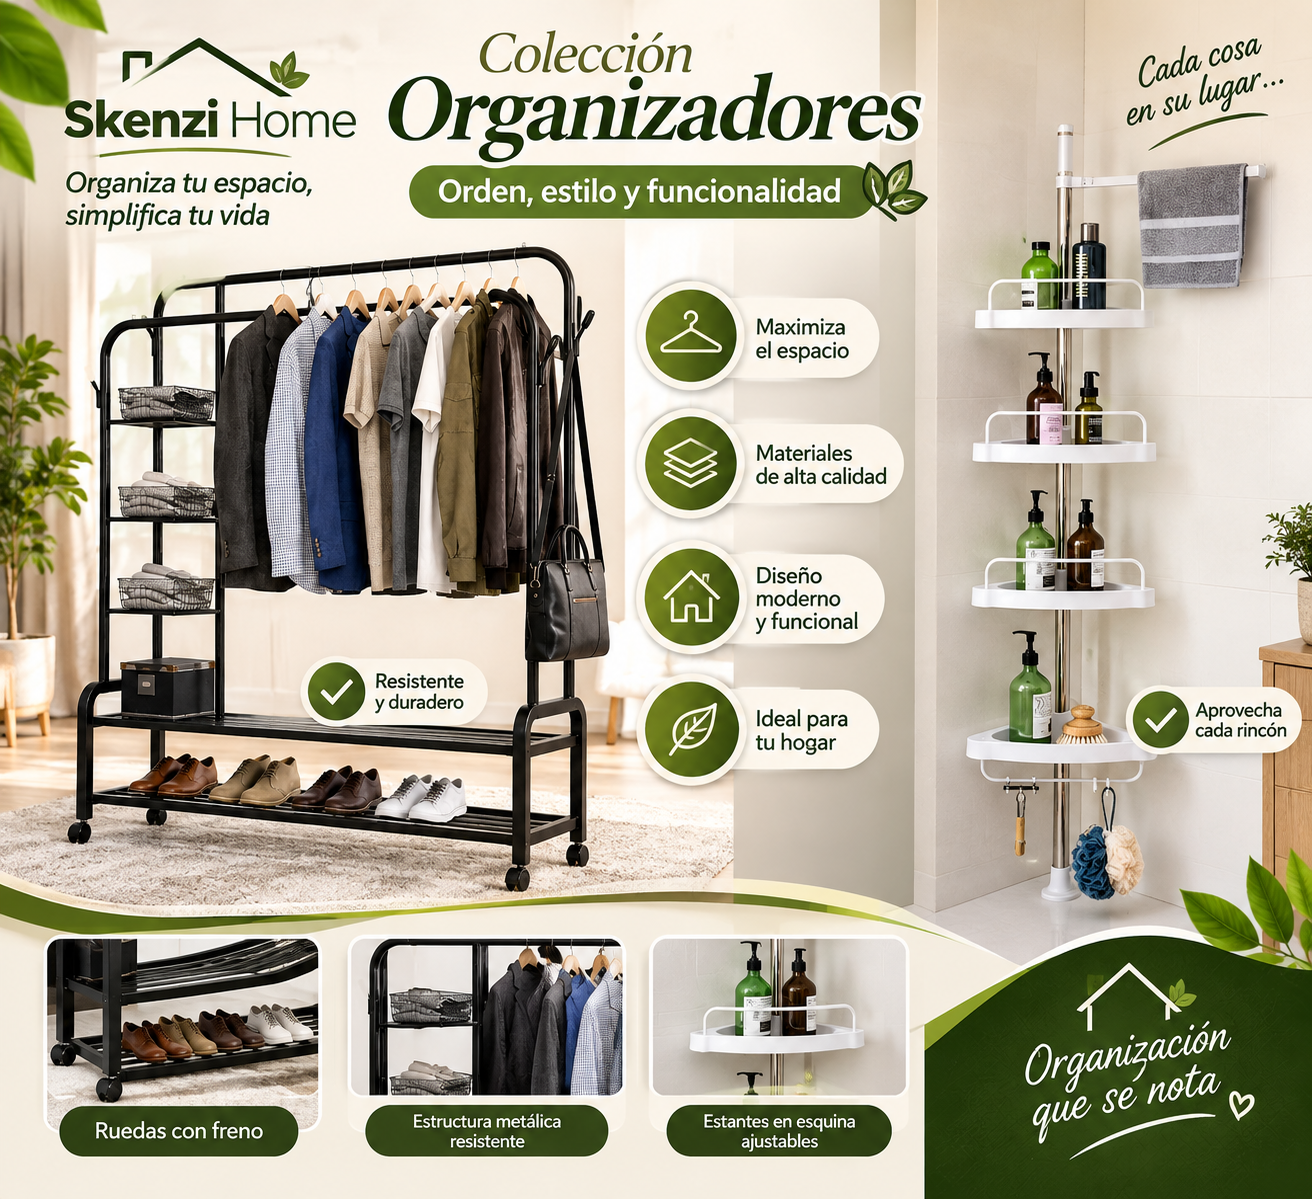 Skenzi Home
Organiza tu espacio,
simplifica tu vida
Colección
Organizadores
Orden, estilo y funcionalidad
Cada cosa
en su lugar...
Maximiza
el espacio
Materiales
de alta calidad
Diseño
moderno
y funcional
Ideal para
tu hogar
Resistente
y duradero
Aprovecha
cada rincón
Ruedas con freno
Estructura metálica
resistente
Estantes en esquina
ajustables
Organización
que se nota